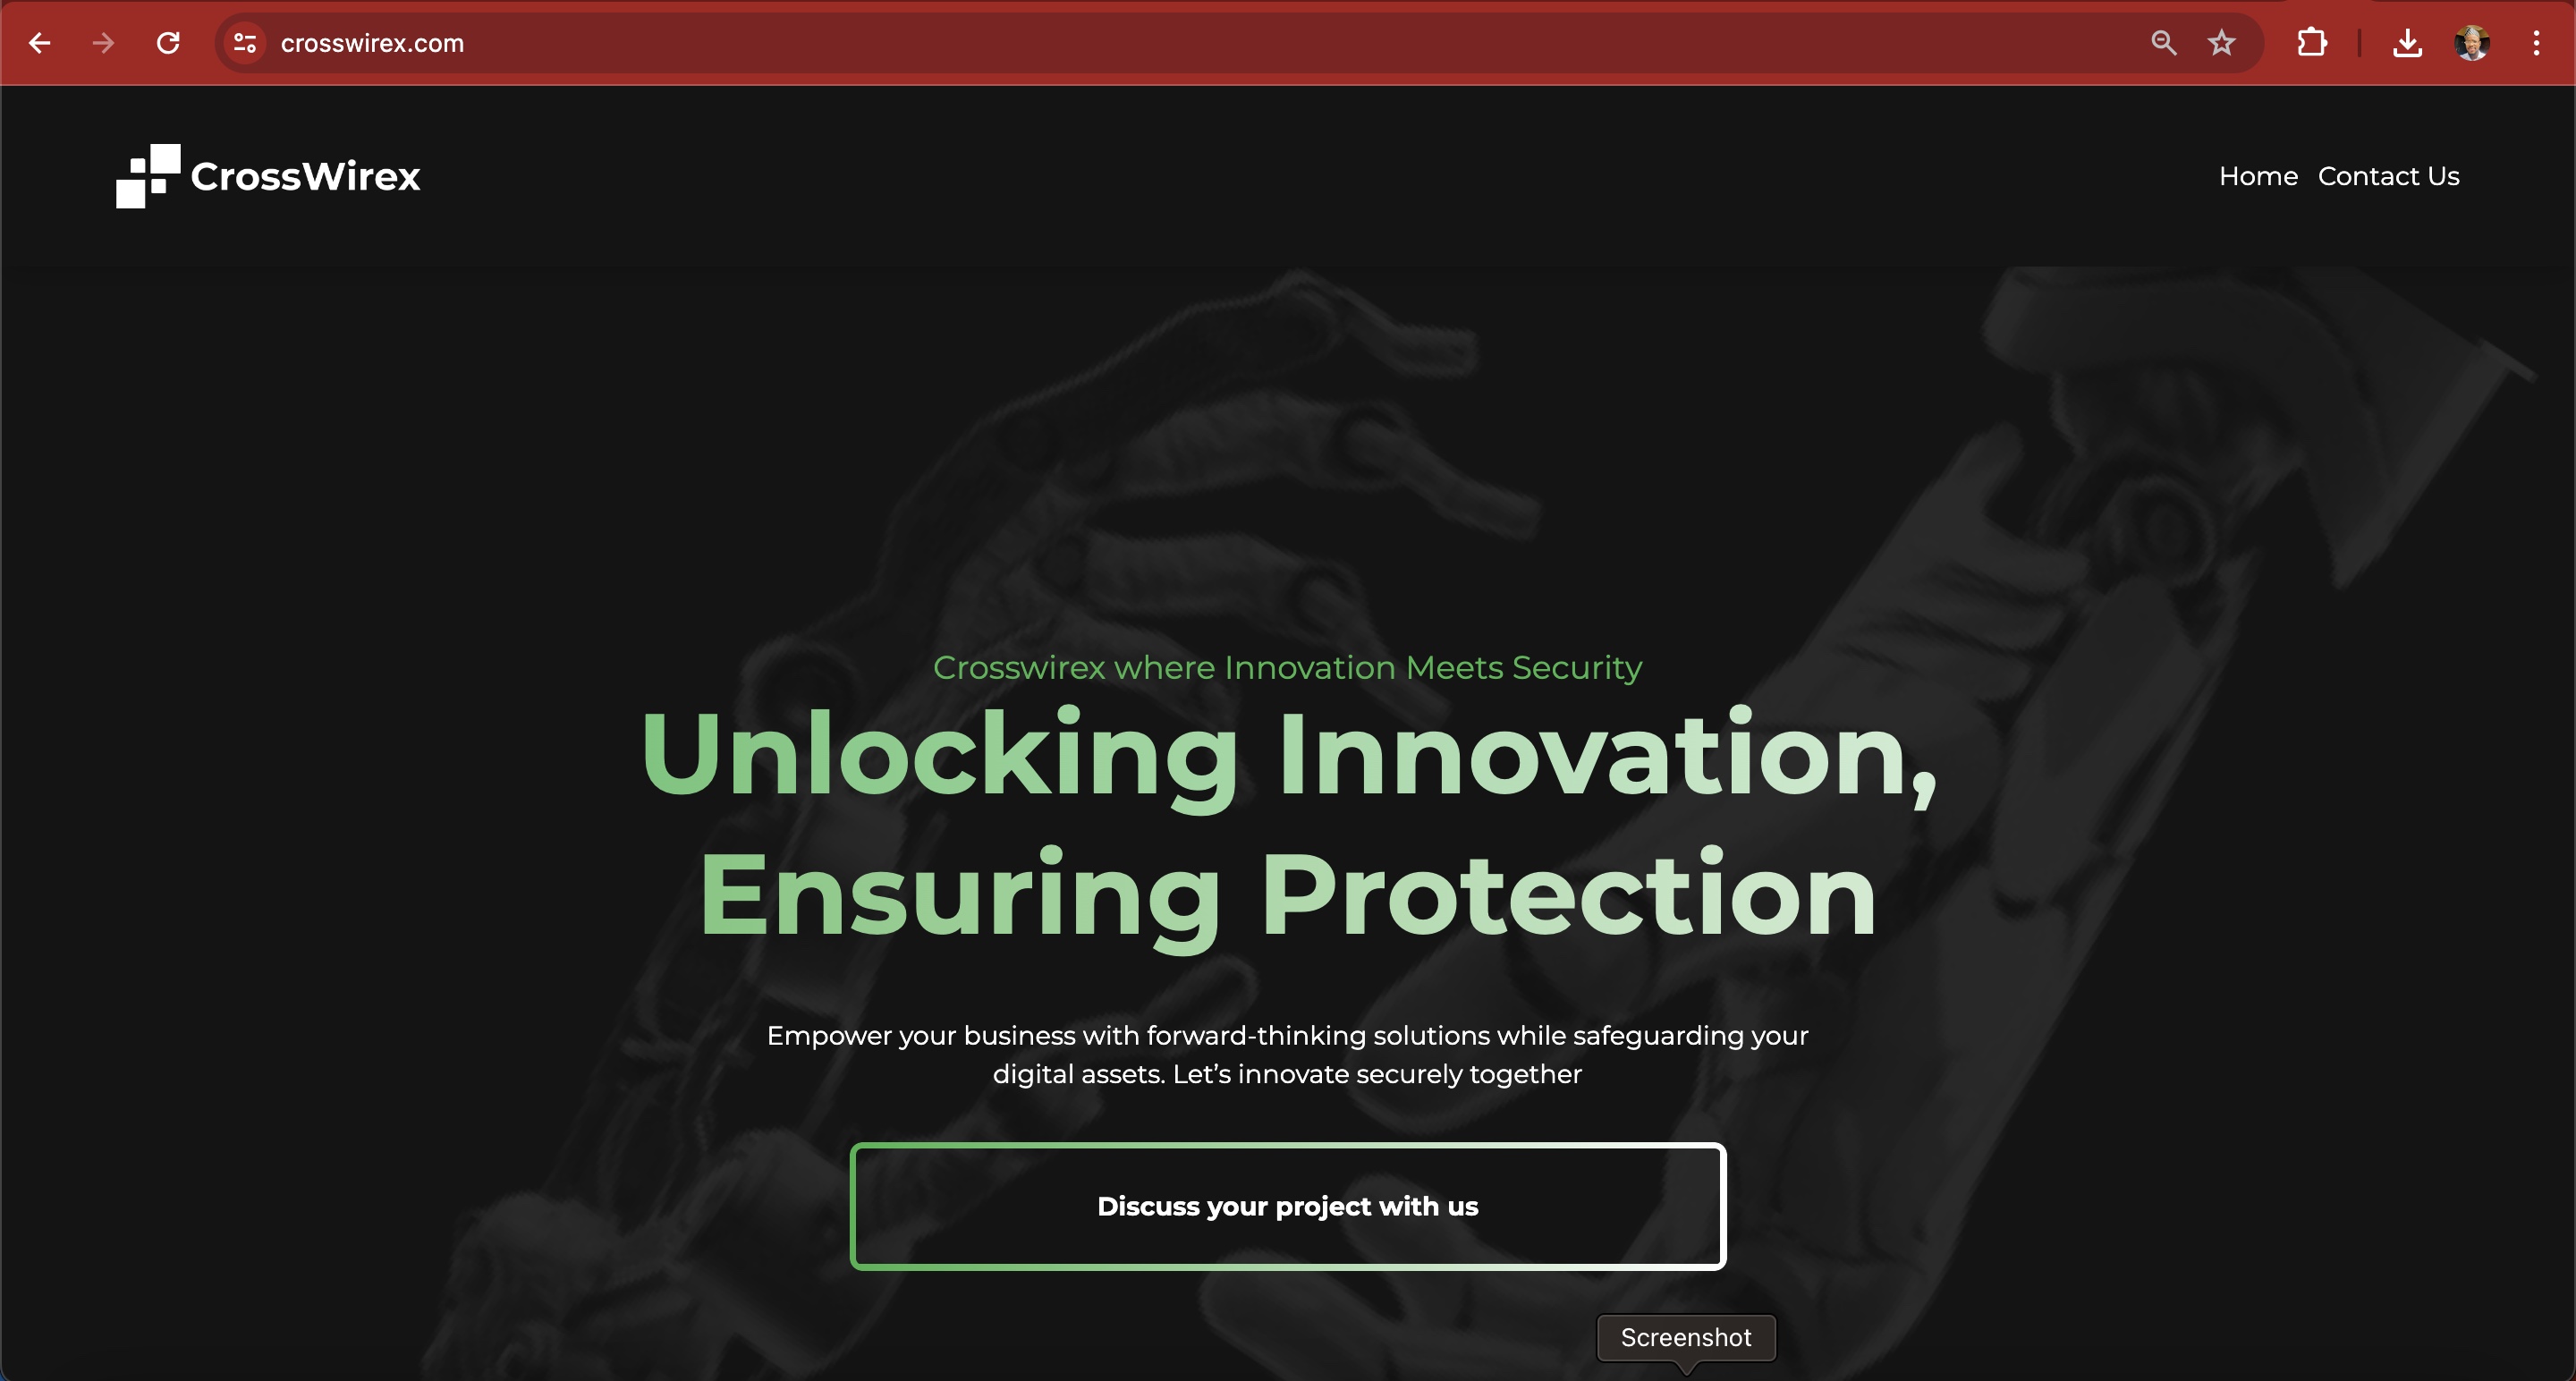 crosswirex.com
CrossWirex
Home Contact Us
Crosswirex where Innovation Meets Security
Unlocking Innovation,
Ensuring Protection
Empower your business with forward-thinking solutions while safeguarding your
digital assets. Let’s innovate securely together
Discuss your project with us
Screenshot